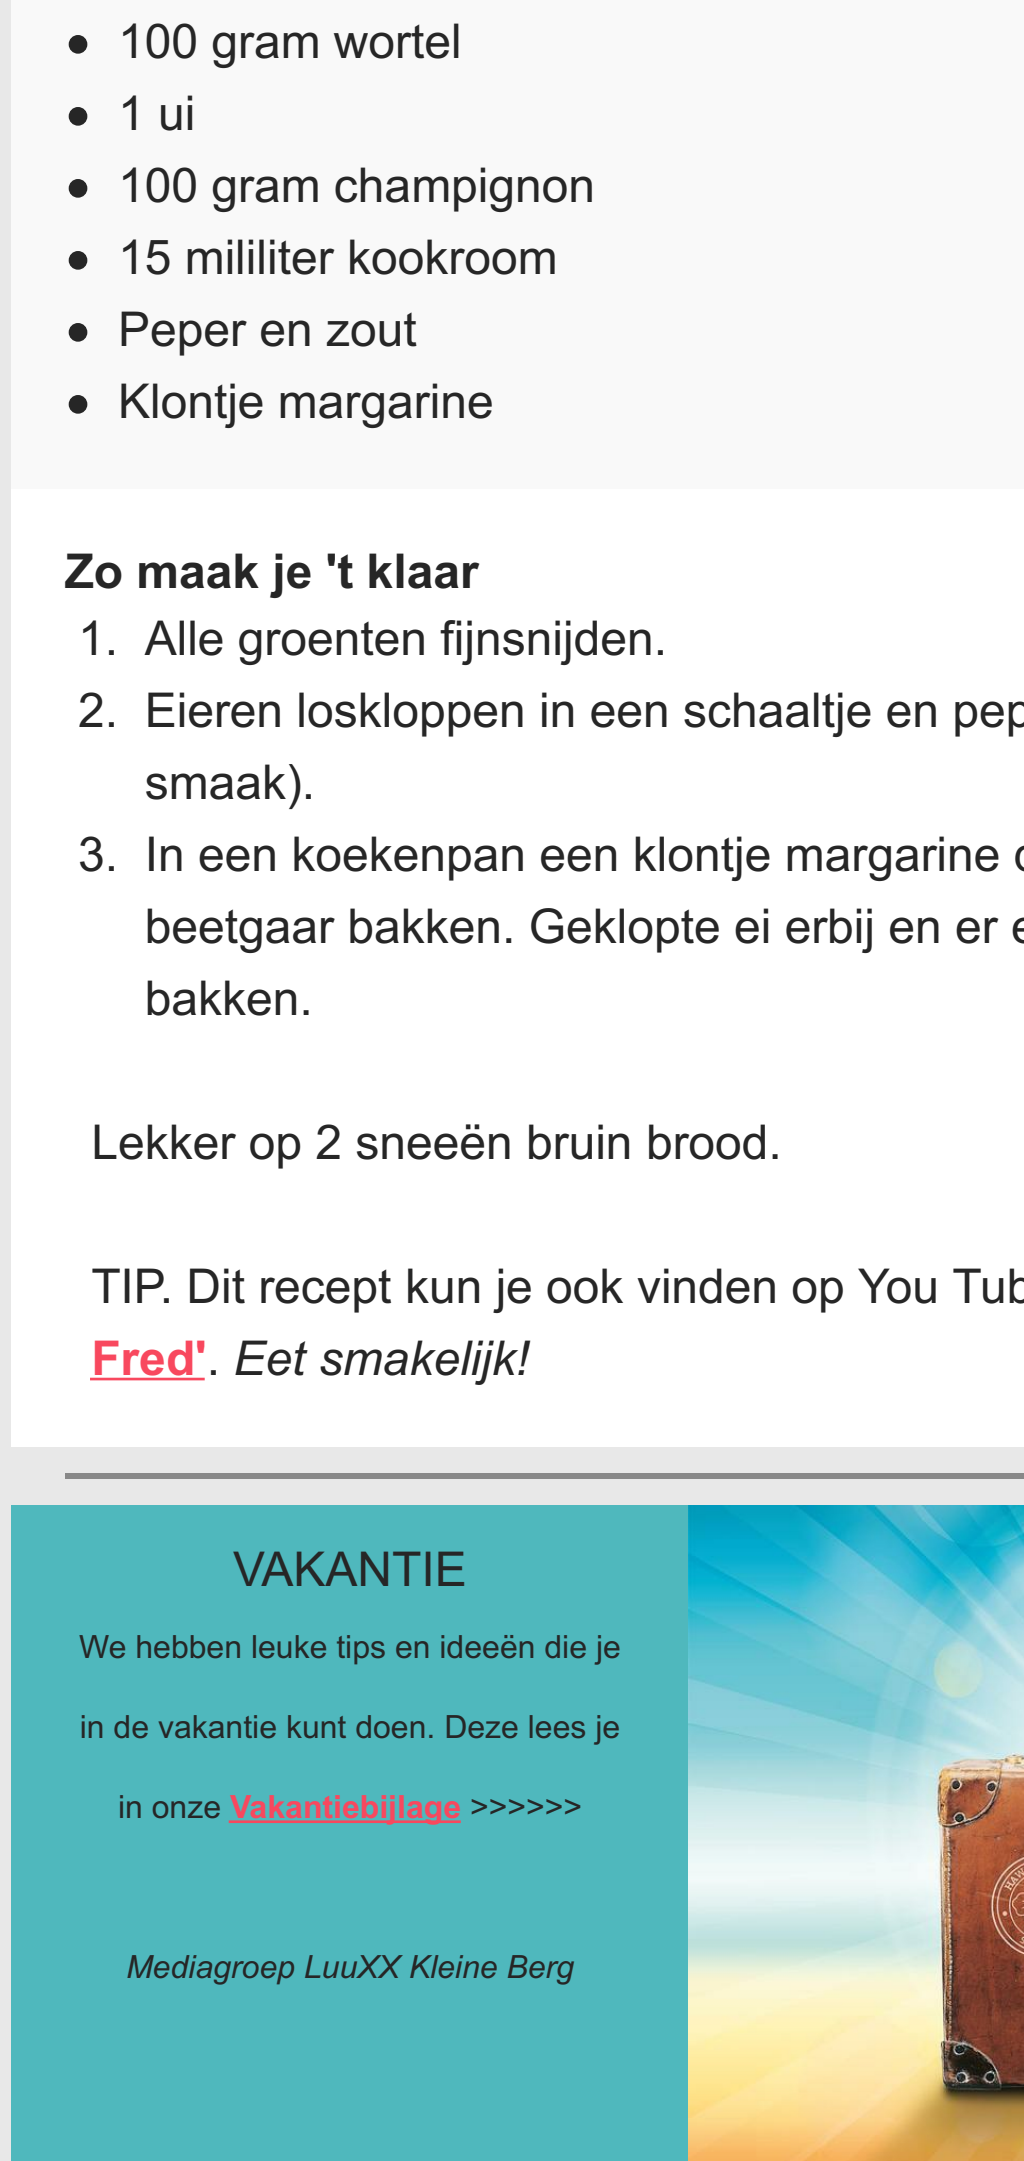 100 gram wortel
1 ui
100 gram champignon
15 mililiter kookroom
Peper en zout
Klontje margarine
Zo maak je 't klaar
1. Alle groenten fijnsnijden.
2. Eieren loskloppen in een schaaltje en
smaak).
3. In een koekenpan een klontje margarine
beetgaar bakken. Geklopte ei erbij en er
bakken.
Lekker op 2 sneeën bruin brood.
TIP. Dit recept kun je ook vinden op You
Fred'. Eet smakelijk!
VAKANTIE
We hebben leuke tips en ideeën die je
in de vakantie kunt doen. Deze lees je
in onze Vakantiebijlage >>>>>>
Mediagroep LuuXX Kleine Berg